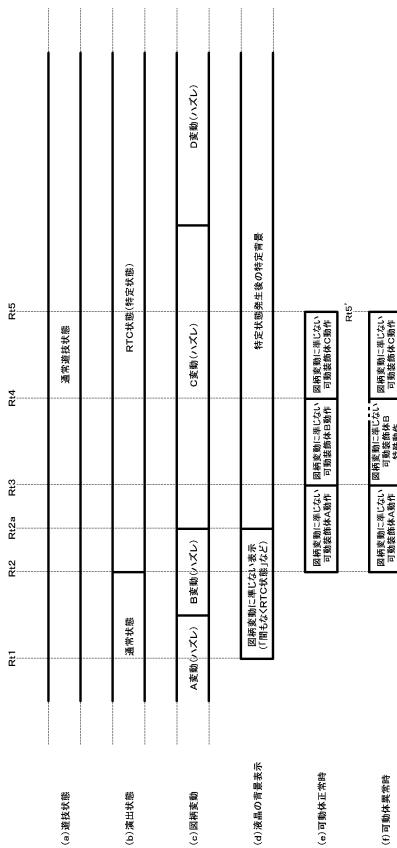 Rt1
Rt2
Rt2a
Rt3
Rt4
Rt5
(a)遊技状態
通常遊技状態
(b)演出状態
通常状態
RTC状態(特定状態)
(c)図柄変動
A変動(ハズレ)
B変動(ハズレ)
C変動(ハズレ)
D変動(ハズレ)
(d)液晶の背景表示
図柄変動に準じない表示
(「間もなくRTC状態」など)
特定状態発生後の特定背景
(e)可動体正常時
図柄変動に準じない
可動装飾体A動作
図柄変動に準じない
可動装飾体B動作
図柄変動に準じない
可動装飾体C動作
Rt5'
(f)可動体異常時
図柄変動に準じない
可動装飾体A動作
図柄変動に準じない
可動装飾体B
図柄変動に準じない
可動装飾体C動作